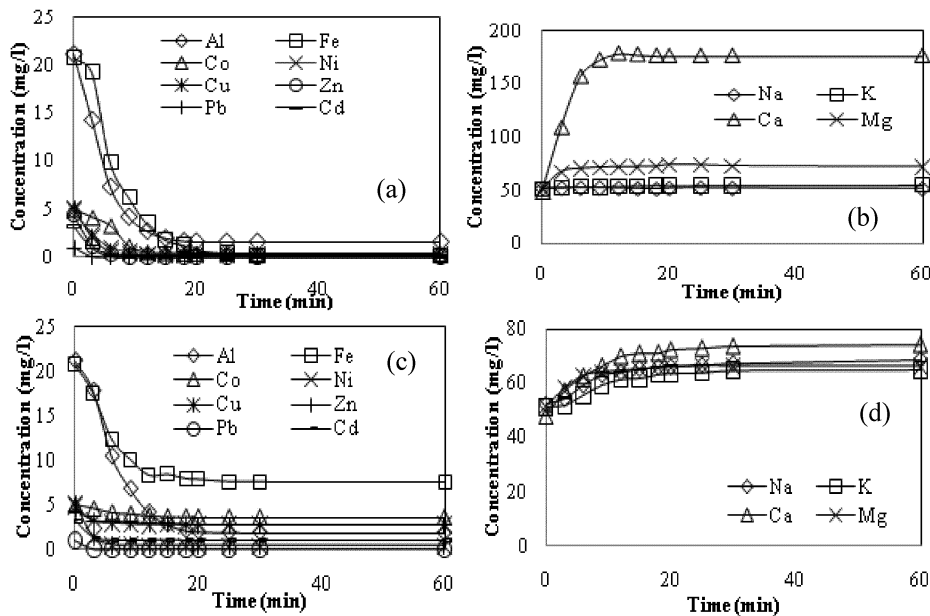 25
20
15
10
5
0
Concentration (mg/l)
Al
Fe
Co
Ni
Cu
Zn
Pb
Cd
(a)
0
20
40
60
Time (min)
200
150
100
50
0
Concentration (mg/l)
Na
K
Ca
Mg
(b)
0
20
40
60
Time (min)
25
20
15
10
5
0
Concentration (mg/l)
Al
Fe
Co
Ni
Cu
Zn
Pb
Cd
(c)
0
20
40
60
Time (min)
80
60
40
20
0
Concentration (mg/l)
Na
K
Ca
Mg
(d)
0
20
40
60
Time (min)